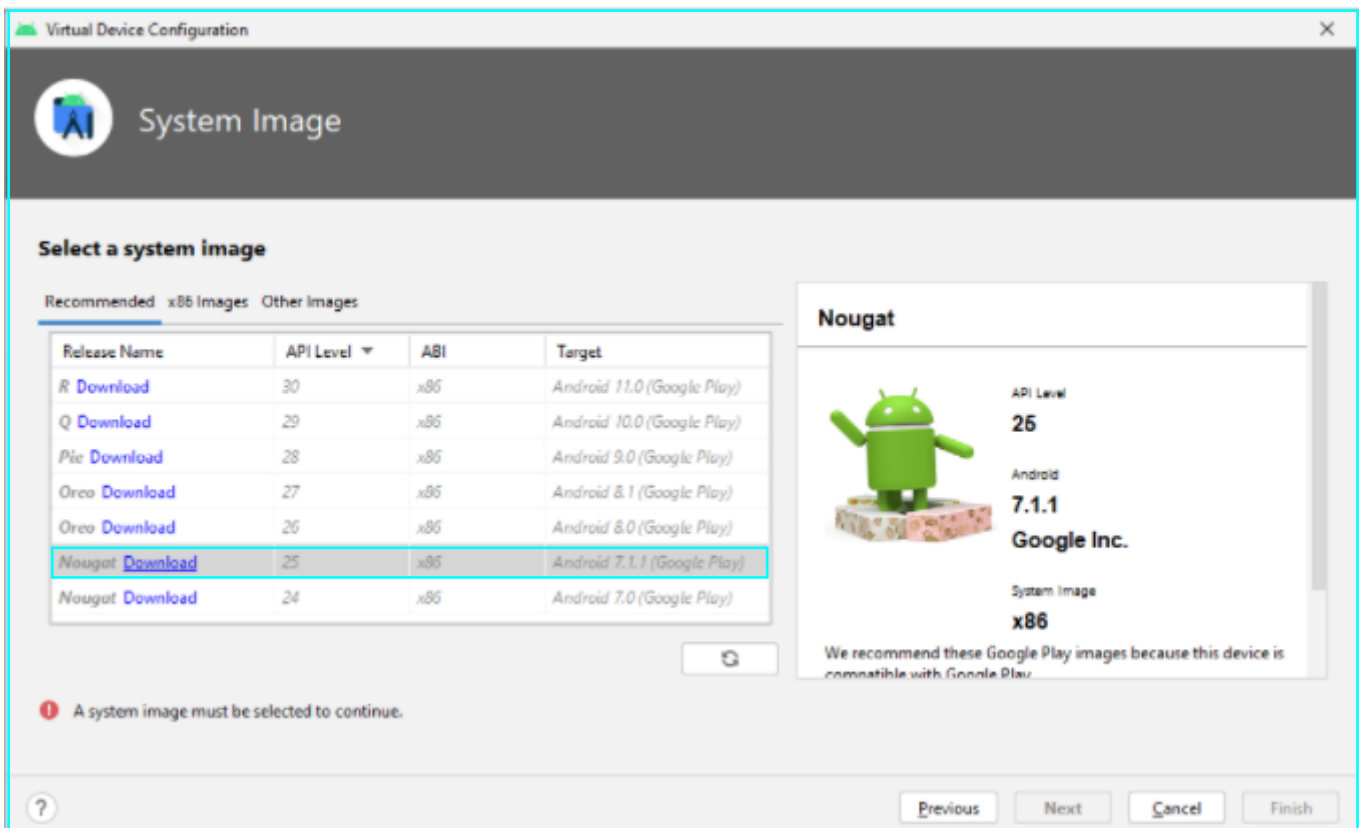 Virtual Device Configuration
System Image
Select a system image
Recommended x86 Images Other Images
Release Name API Level ABI Target
R Download 30 x86 Android 11.0 (Google Play)
Q Download 29 x86 Android 10.0 (Google Play)
Pie Download 28 x86 Android 9.0 (Google Play)
Oreo Download 27 x86 Android 8.1 (Google Play)
Oreo Download 26 x86 Android 8.0 (Google Play)
Nougat Download 25 x86 Android 7.1.1 (Google Play)
Nougat Download 24 x86 Android 7.0 (Google Play)
Nougat
API Level
25
Android
7.1.1
Google Inc.
System Image
x86
We recommend these Google Play images because this device is
compatible with Google Play
A system image must be selected to continue.
? Previous Next Cancel Finish